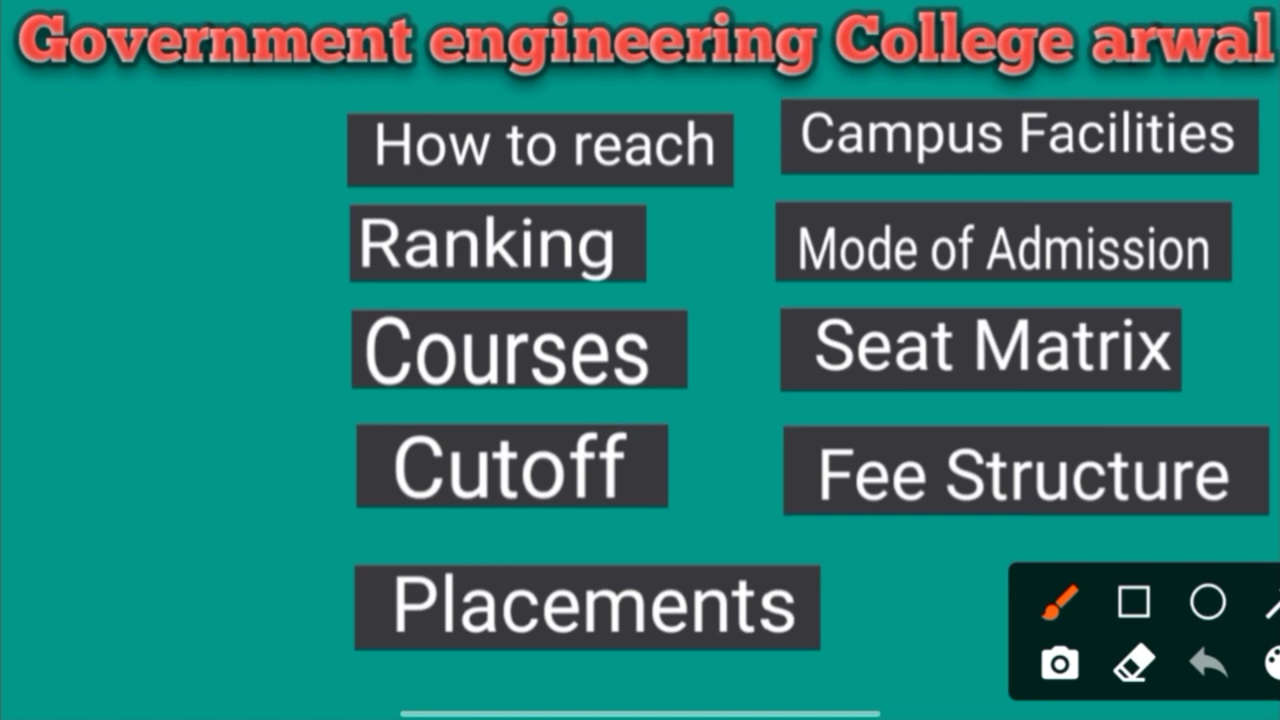 Government engineering College arwal
How to reach
Campus Facilities
Ranking
Mode of Admission
Courses
Seat Matrix
Cutoff
Fee Structure
Placements